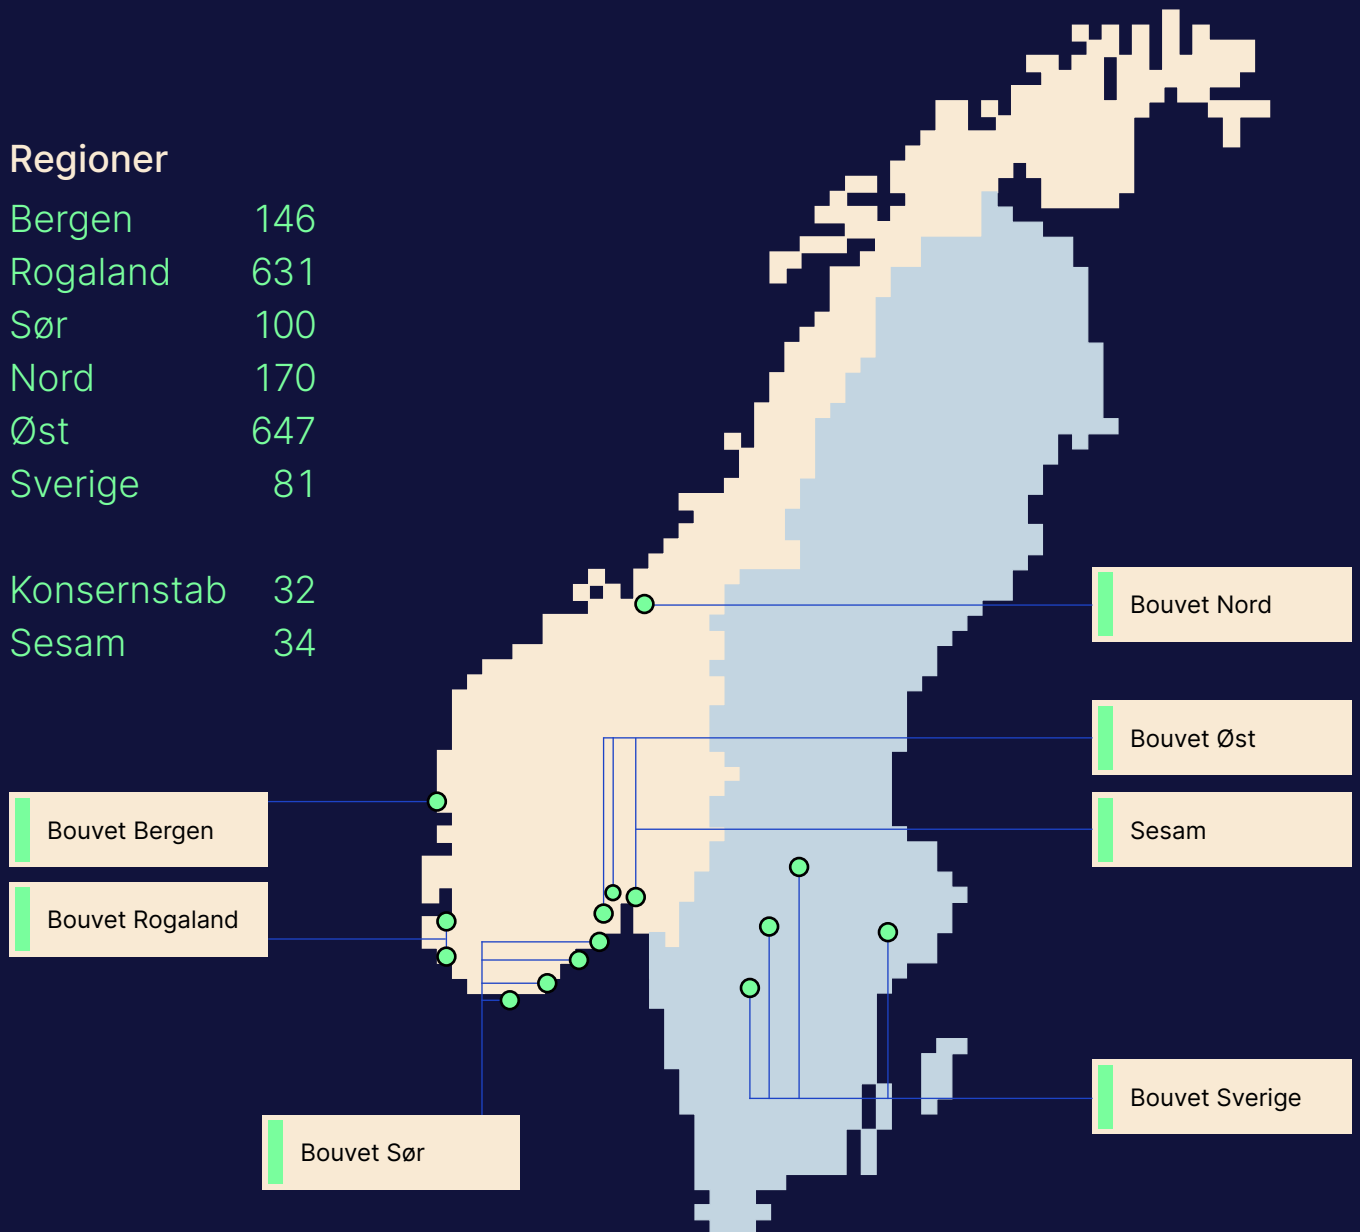 Regioner
Bergen 146
Rogaland 631
Sør 100
Nord 170
Øst 647
Sverige 81
Konsernstab 32
Sesam 34
Bouvet Nord
Bouvet Øst
Sesam
Bouvet Bergen
Bouvet Rogaland
Bouvet Sverige
Bouvet Sør